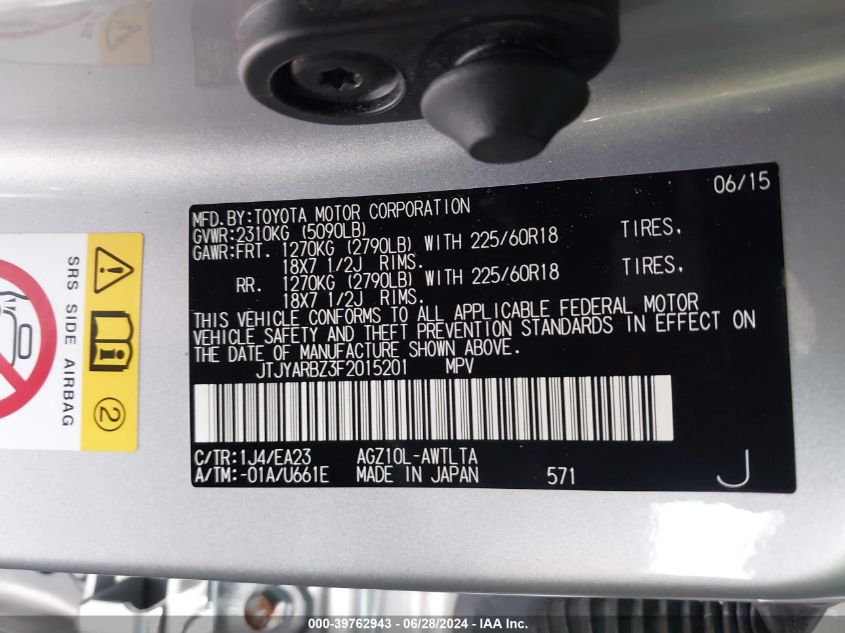 06/15
MFD.BY:TOYOTA MOTOR CORPORATION
GVWR:2310KG (5090LB)
GAWR:FRT. 1270KG (2790LB) WITH 225/60R18 TIRES,
18X7 1/2J RIMS.
RR. 1270KG (2790LB) WITH 225/60R18 TIRES,
18X7 1/2J RIMS.
THIS VEHICLE CONFORMS TO ALL APPLICABLE FEDERAL MOTOR
VEHICLE SAFETY AND THEFT PREVENTION STANDARDS IN EFFECT ON
THE DATE OF MANUFACTURE SHOWN ABOVE.
JTJYARBZ3F2015201 MPV
C/TR:1J4/EA23 AGZ10L-AWTLTA
A/TM:-01A/U661E MADE IN JAPAN 571 J
SRS SIDE AIRBAG
2
000-39762943 / 06/28/2024 - IAA Inc.